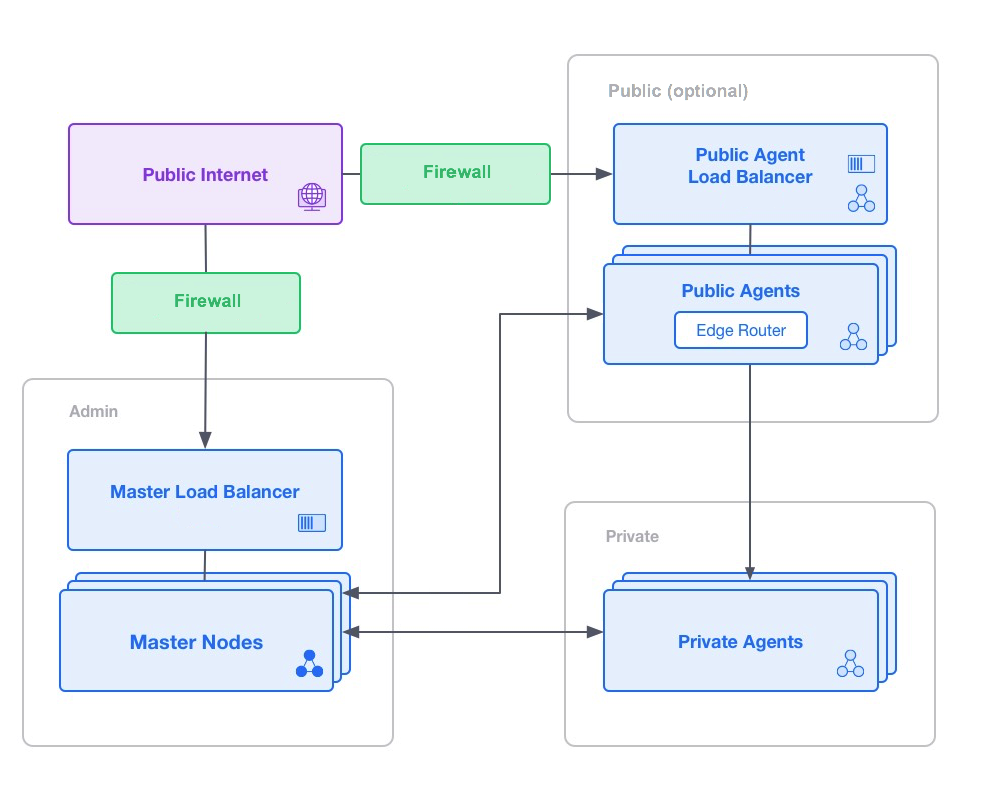 Public (optional)
Public Internet
Firewall
Public Agent
Load Balancer
Firewall
Public Agents
Edge Router
Admin
Master Load Balancer
Master Nodes
Private
Private Agents